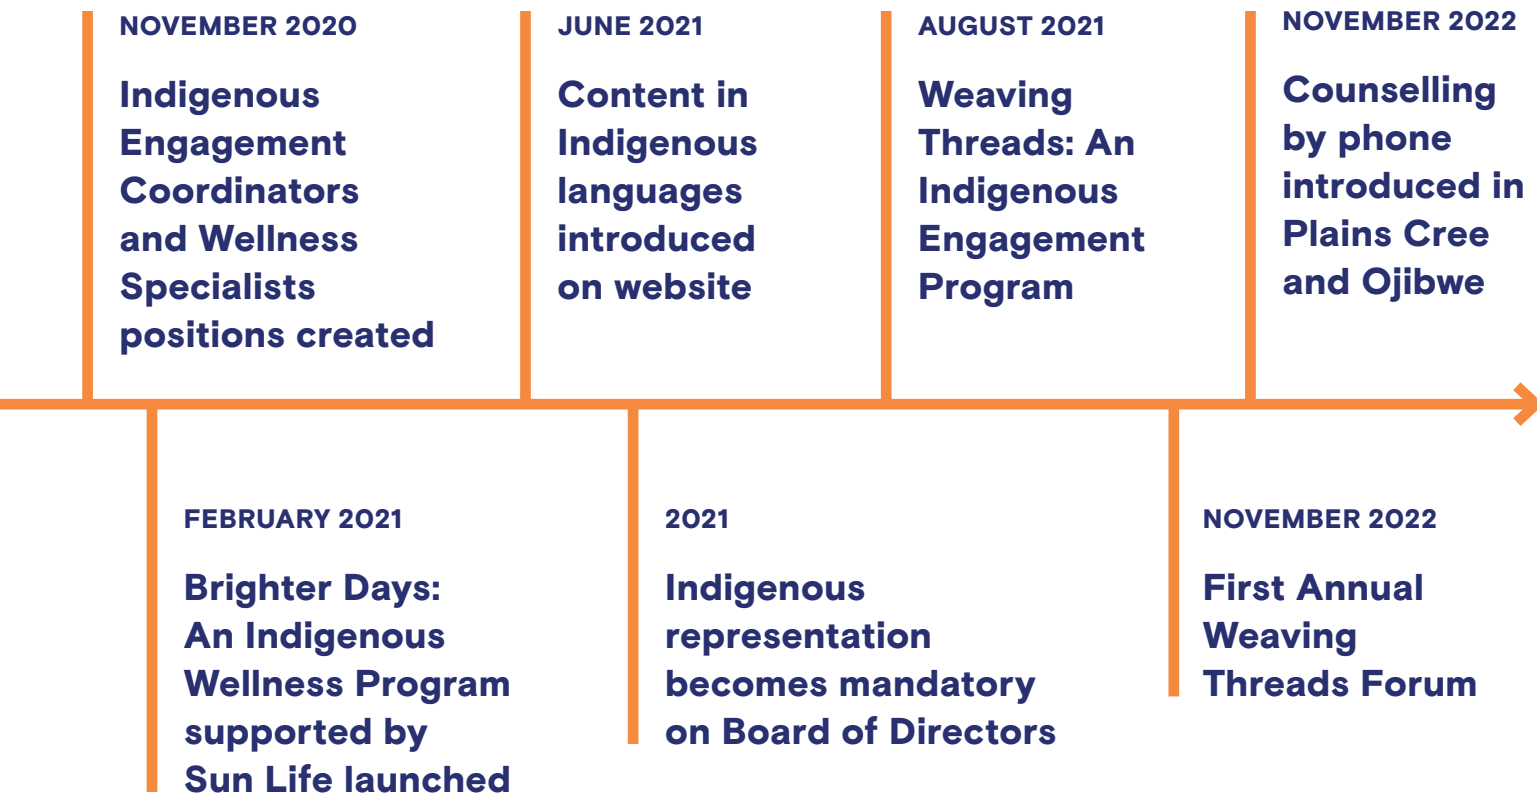 NOVEMBER 2020
Indigenous
Engagement
Coordinators
and Wellness
Specialists
positions created
JUNE 2021
Content in
Indigenous
languages
introduced
on website
AUGUST 2021
Weaving
Threads: An
Indigenous
Engagement
Program
NOVEMBER 2022
Counselling
by phone
introduced in
Plains Cree
and Ojibwe
FEBRUARY 2021
Brighter Days:
An Indigenous
Wellness Program
supported by
Sun Life launched
2021
Indigenous
representation
becomes mandatory
on Board of Directors
NOVEMBER 2022
First Annual
Weaving
Threads Forum